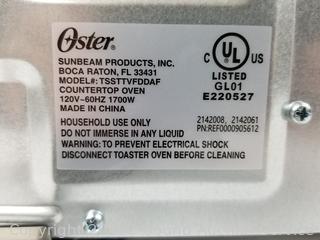 Oster
SUNBEAM PRODUCTS, INC.
BOCA RATON, FL 33431
MODEL:TSSTTVFDDAF
COUNTERTOP OVEN
120V~60HZ 1700W
MADE IN CHINA
C UL US
LISTED
GL01
E220527
HOUSEHOLD USE ONLY
DO NOT IMMERSE IN ANY LIQUID
WARNING: TO PREVENT ELECTRICAL SHOCK
DISCONNECT TOASTER OVEN BEFORE CLEANING
2142008, 2142061
PN:REF0000905612